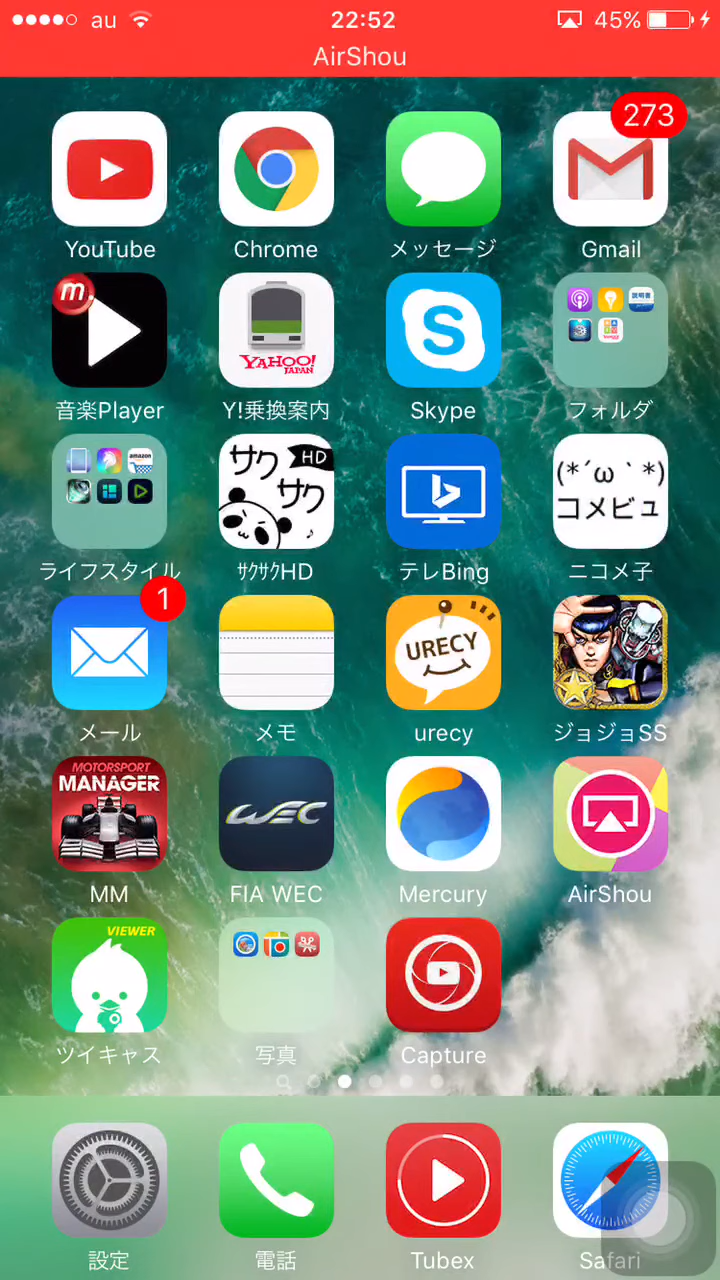 au 22:52 45%
AirShou
273
YouTube Chrome メッセージ Gmail
m
YAHOO!
JAPAN
音楽Player Y!乗換案内 Skype フォルダ
説明書
amazon
サクサク HD
(*´ω`*)
コメビュ
ライフスタイル ｻｸｻｸHD テレBing ニコメ子
1
URECY
メール メモ urecy ジョジョSS
MOTORSPORT
MANAGER
WEC
MM FIA WEC Mercury AirShou
VIEWER
ツイキャス 写真 Capture
設定 電話 Tubex Safari